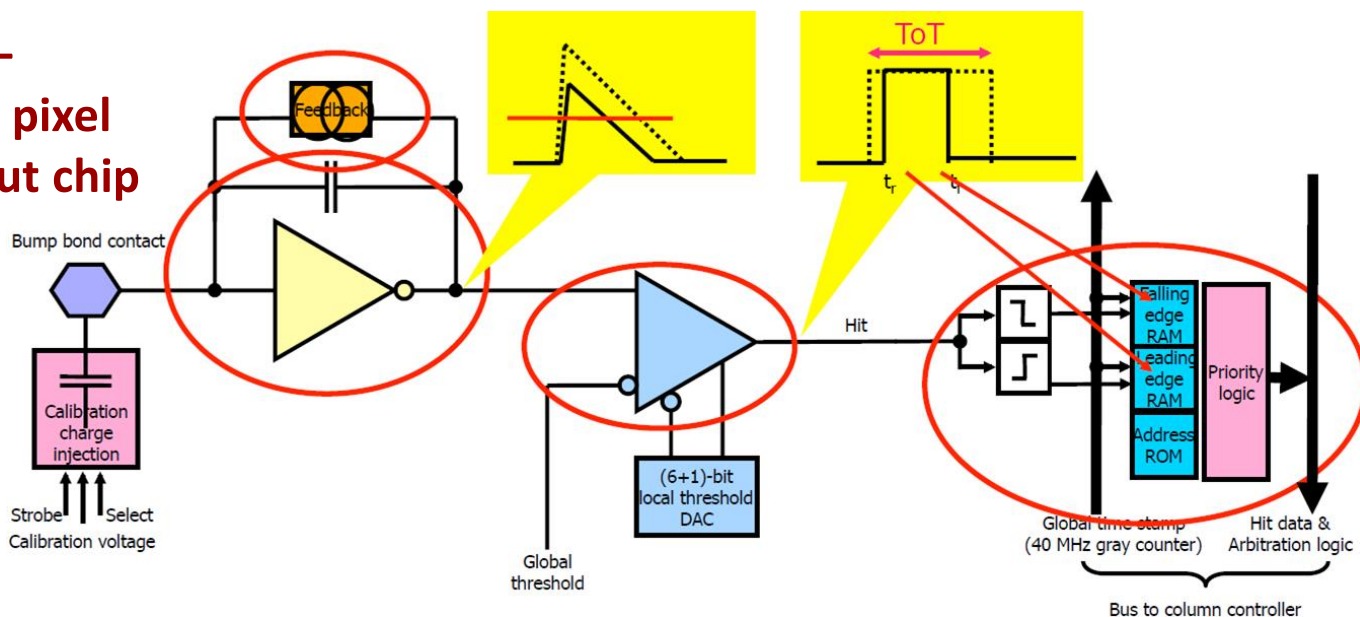 pixel
ut chip
Feedback
ToT
tr
Bump bond contact
Calibration
charge
injection
Strobe
Select
Calibration voltage
Hit
Global
threshold
(6+1)-bit
local threshold
DAC
Falling
edge
RAM
Leading
edge
RAM
Address
ROM
Priority
logic
Global time stamp
(40 MHz gray counter)
Hit data &
Arbitration logic
Bus to column controller